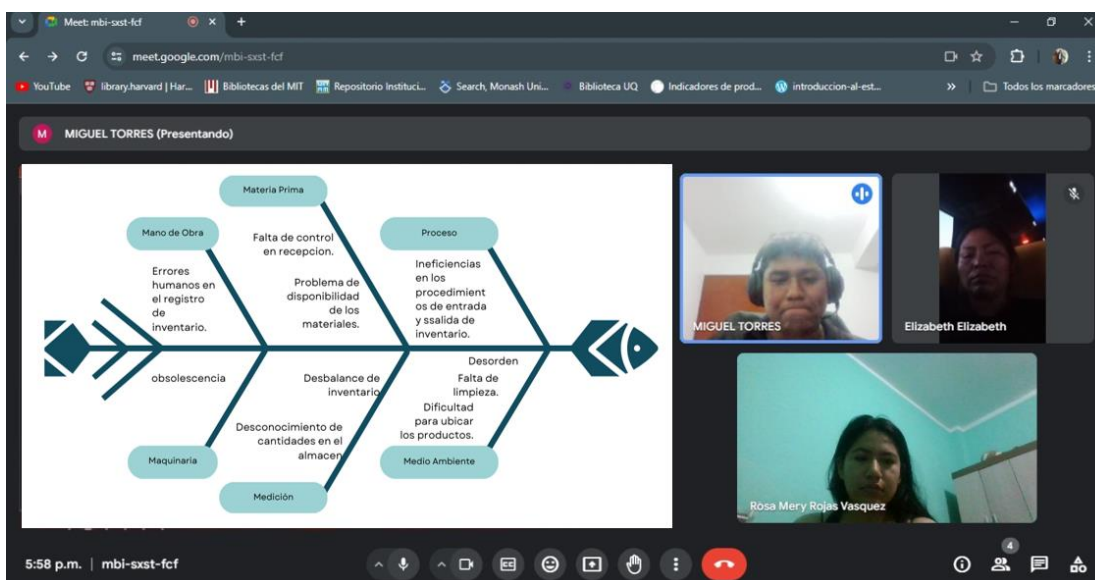 Meet: mbi-sxst-fcf
meet.google.com/mbi-sxst-fcf
YouTube
library.harvard | Har...
Bibliotecas del MIT
Repositorio Instituci...
Search, Monash Uni...
Biblioteca UQ
Indicadores de prod...
introduccion-al-est...
Todos los marcadores
M MIGUEL TORRES (Presentando)
Materia Prima
Mano de Obra
Proceso
Falta de control
en recepcion.
Errores
humanos en
el registro
de
inventario.
Problema de
disponibilidad
de los
materiales.
Ineficiencias
en los
procedimient
os de entrada
y ssalida de
inventario.
obsolescencia
Desbalance de
inventario
Desconocimiento de
cantidades en el
almacen
Desorden
Falta de
limpieza.
Dificultad
para ubicar
los productos.
Maquinaria
Medición
Medio Ambiente
MIGUEL TORRES
Elizabeth Elizabeth
Rosa Mery Rojas Vasquez
5:58 p.m. | mbi-sxst-fcf
CC
4